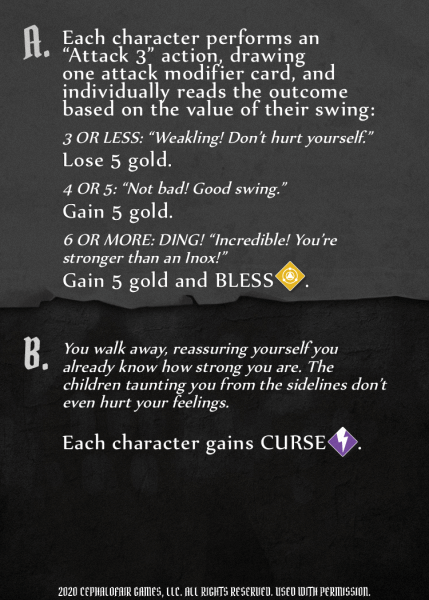 A. Each character performs an
“Attack 3” action, drawing
one attack modifier card, and
individually reads the outcome
based on the value of their swing:
3 OR LESS: “Weakling! Don’t hurt yourself.”
Lose 5 gold.
4 OR 5: “Not bad! Good swing.”
Gain 5 gold.
6 OR MORE: DING! “Incredible! You’re
stronger than an Inox!”
Gain 5 gold and BLESS.
B. You walk away, reassuring yourself you
already know how strong you are. The
children taunting you from the sidelines don’t
even hurt your feelings.
Each character gains CURSE.
2020 CEPHALOFAIR GAMES, LLC. ALL RIGHTS RESERVED. USED WITH PERMISSION.